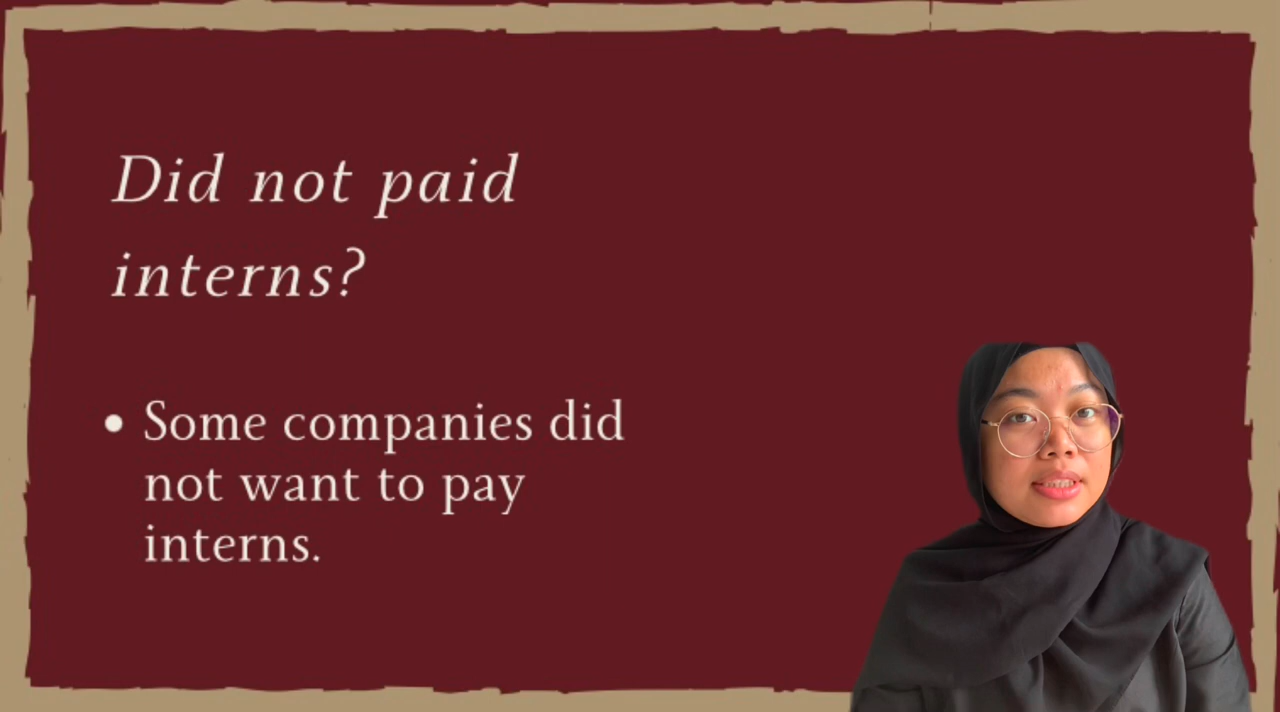 Did not paid
interns?
• Some companies did
not want to pay
interns.